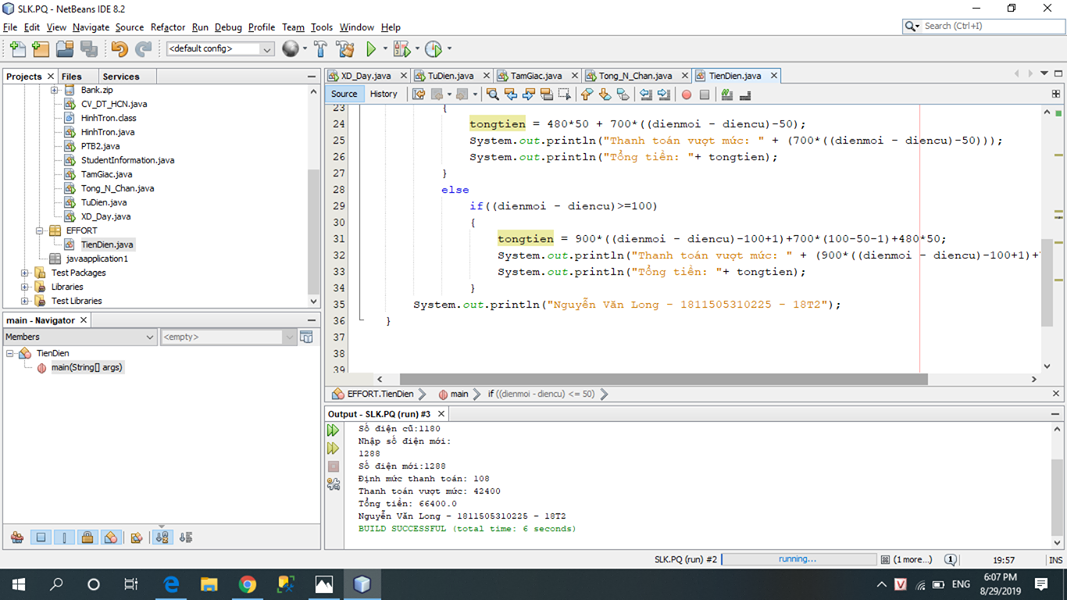 SLK.PQ - NetBeans IDE 8.2
File Edit View Navigate Source Refactor Run Debug Profile Team Tools Window Help
Search (Ctrl+I)
<default config>
Projects Files Services
Bank.zip
CV_DT_HCN.java
HinhTron.class
HinhTron.java
PTB2.java
StudentInformation.java
TamGiac.java
Tong_N_Chan.java
TuDien.java
XD_Day.java
EFFORT
TienDien.java
javaapplication1
Test Packages
Libraries
Test Libraries
main - Navigator
Members <empty>
TienDien
main(String[] args)
XD_Day.java TuDien.java TamGiac.java Tong_N_Chan.java TienDien.java
Source History
23 {
24 tongtien = 480*50 + 700*((dienmoi - diencu)-50);
25 System.out.println("Thanh toán vượt mức: " + (700*((dienmoi - diencu)-50)));
26 System.out.println("Tổng tiền: "+ tongtien);
27 }
28 else
29 if((dienmoi - diencu)>=100)
30 {
31 tongtien = 900*((dienmoi - diencu)-100+1)+700*(100-50-1)+480*50;
32 System.out.println("Thanh toán vượt mức: " + (900*((dienmoi - diencu)-100+1)+
33 System.out.println("Tổng tiền: "+ tongtien);
34 }
35 System.out.println("Nguyễn Văn Long - 1811505310225 - 18T2");
36 }
37
38
39
EFFORT.TienDien main if ((dienmoi - diencu) <= 50)
Output - SLK.PQ (run) #3
Số điện cũ:1180
Nhập số điện mới:
1288
Số điện mới:1288
Định mức thanh toán: 108
Thanh toán vượt mức: 42400
Tổng tiền: 66400.0
Nguyễn Văn Long - 1811505310225 - 18T2
BUILD SUCCESSFUL (total time: 6 seconds)
SLK.PQ (run) #2 running... (1 more...) 1 19:57 INS
ENG 6:07 PM
8/29/2019